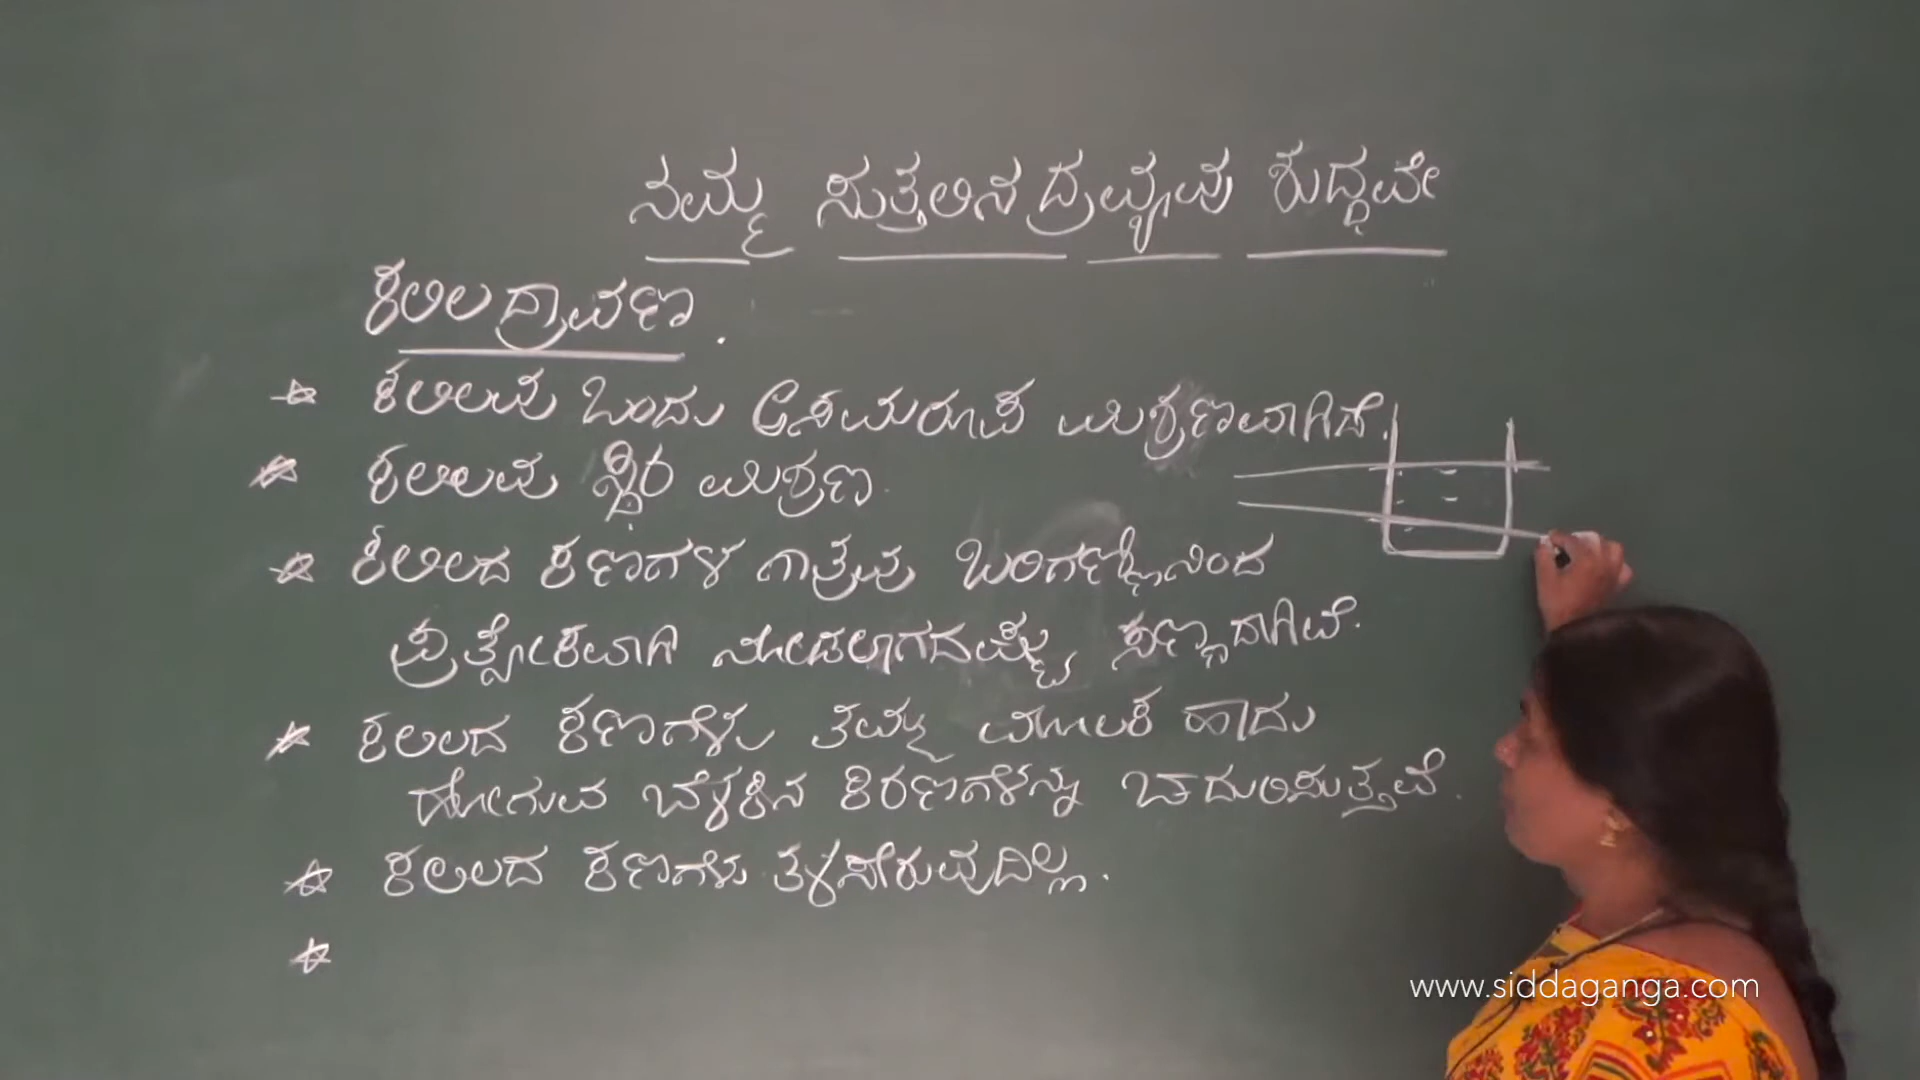 ನಮ್ಮ ಸುತ್ತಲಿನ ದ್ರವ್ಯವು ಶುದ್ಧವೇ
ಕಲಿಲ ದ್ರಾವಣ.
ಕಲಿಲವು ಒಂದು ಅಸಮರೂಪ ಮಿಶ್ರಣವಾಗಿದೆ.
ಕಲಿಲವು ಸ್ಥಿರ ಮಿಶ್ರಣ.
ಕಲಿಲದ ಕಣಗಳ ಗಾತ್ರವು ಬರಿಗಣ್ಣಿನಿಂದ
ಪ್ರತ್ಯೇಕವಾಗಿ ನೋಡಲಾಗದಷ್ಟು ಸಣ್ಣದಾಗಿವೆ.
ಕಲಿಲದ ಕಣಗಳು ತಮ್ಮ ಮೂಲಕ ಹಾದು
ಹೋಗುವ ಬೆಳಕಿನ ಕಿರಣಗಳನ್ನು ಚದುರಿಸುತ್ತವೆ.
ಕಲಿಲದ ಕಣಗಳು ತಳಸೇರುವುದಿಲ್ಲ.
www.siddaganga.com